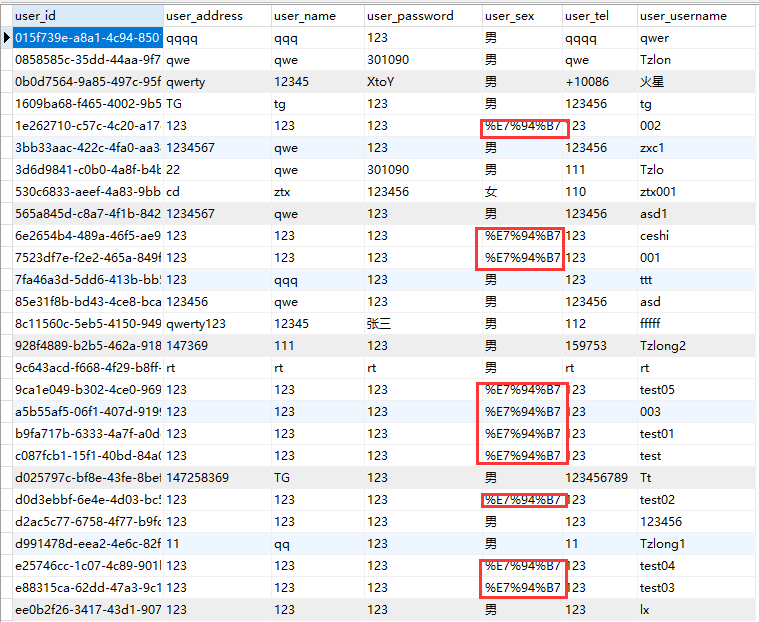 user_id user_address user_name user_password user_sex user_tel user_username
015f739e-a8a1-4c94-850 qqqq qqq 123 男 qqqq qwer
0858585c-35dd-44aa-9f7 qwe qwe 301090 男 qwe Tzlon
0b0d7564-9a85-497c-95f qwerty 12345 XtoY 男 +10086 火星
1609ba68-f465-4002-9b5 TG tg 123 男 123456 tg
1e262710-c57c-4c20-a17 123 123 123 %E7%94%B7 123 002
3bb33aac-422c-4fa0-aa3 1234567 qwe 123 男 123456 zxc1
3d6d9841-c0b0-4a8f-b4b 22 qwe 301090 男 111 Tzlo
530c6833-aeef-4a83-9bb cd ztx 123456 女 110 ztx001
565a845d-c8a7-4f1b-842 1234567 qwe 123 男 123456 asd1
6e2654b4-489a-46f5-ae9 123 123 123 %E7%94%B7 123 ceshi
7523df7e-f2e2-465a-849f 123 123 123 %E7%94%B7 123 001
7fa46a3d-5dd6-413b-bb5 123 qqq 123 男 123 ttt
85e31f8b-bd43-4ce8-bca 123456 qwe 123 男 123456 asd
8c11560c-5eb5-4150-949 qwerty123 12345 张三 男 112 fffff
928f4889-b2b5-462a-918 147369 111 123 男 159753 Tzlong2
9c643acd-f668-4f29-b8ff- rt rt rt 男 rt rt
9ca1e049-b302-4ce0-969 123 123 123 %E7%94%B7 123 test05
a5b55af5-06f1-407d-919 123 123 123 %E7%94%B7 123 003
b9fa717b-6333-4a7f-a0d 123 123 123 %E7%94%B7 123 test01
c087fcb1-15f1-40bd-84a0 123 123 123 %E7%94%B7 123 test
d025797c-bf8e-43fe-8bef 147258369 TG 123 男 123456789 Tt
d0d3ebbf-6e4e-4d03-bc5 123 123 123 %E7%94%B7 123 test02
d2ac5c77-6758-4f77-b9fc 123 123 123 男 123 123456
d991478d-eea2-4e6c-82f 11 qq 123 男 11 Tzlong1
e25746cc-1c07-4c89-901 123 123 123 %E7%94%B7 123 test04
e88315ca-62dd-47a3-9c1 123 123 123 %E7%94%B7 123 test03
ee0b2f26-3417-43d1-907 123 123 123 男 123 lx